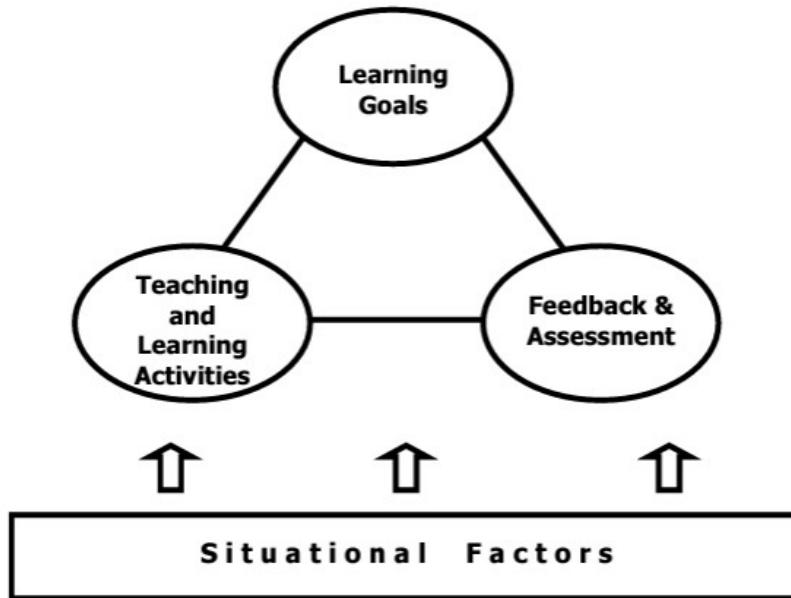 Learning
Goals
Teaching
and
Learning
Activities
Feedback &
Assessment
Situational Factors